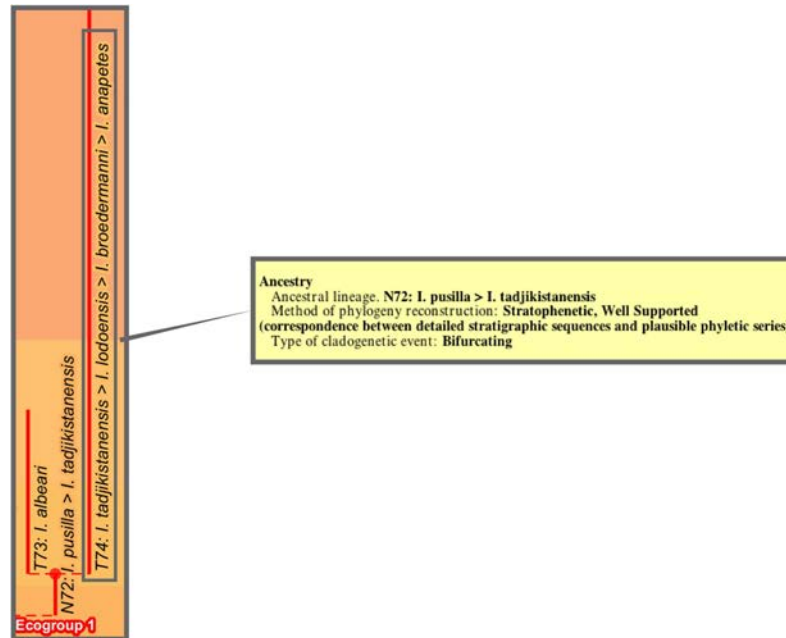 T73: I. albeari
N72: I. pusilla > I. tadjikistanensis
T74: I. tadjikistanensis > I. lodoensis > I. broedermanni > I. anapetes
Ecogroup 1
Ancestry
Ancestral lineage. N72: I. pusilla > I. tadjikistanensis
Method of phylogeny reconstruction: Stratophenetic, Well Supported
(correspondence between detailed stratigraphic sequences and plausible phyletic series
Type of cladogenetic event: Bifurcating